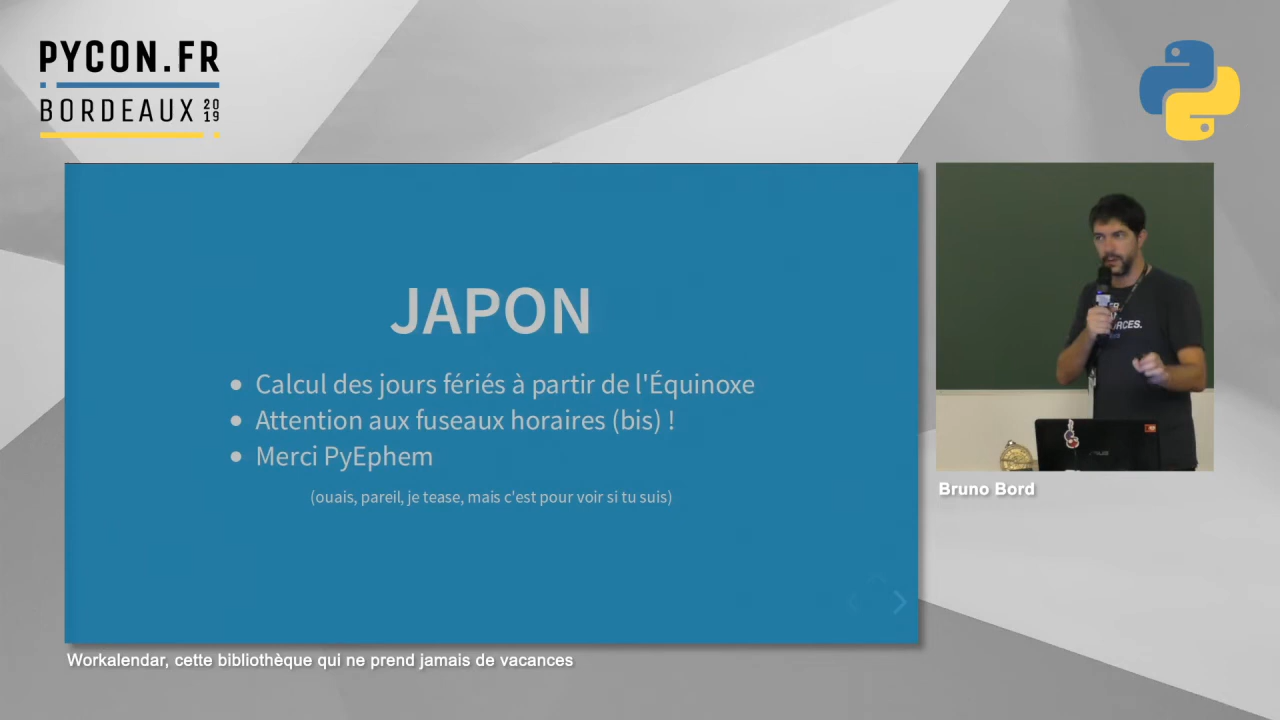 PYCON.FR
BORDEAUX 2019
JAPON
• Calcul des jours fériés à partir de l'Équinoxe
• Attention aux fuseaux horaires (bis) !
• Merci PyEphem
(ouais, pareil, je tease, mais c'est pour voir si tu suis)
Bruno Bord
Workalendar, cette bibliothèque qui ne prend jamais de vacances